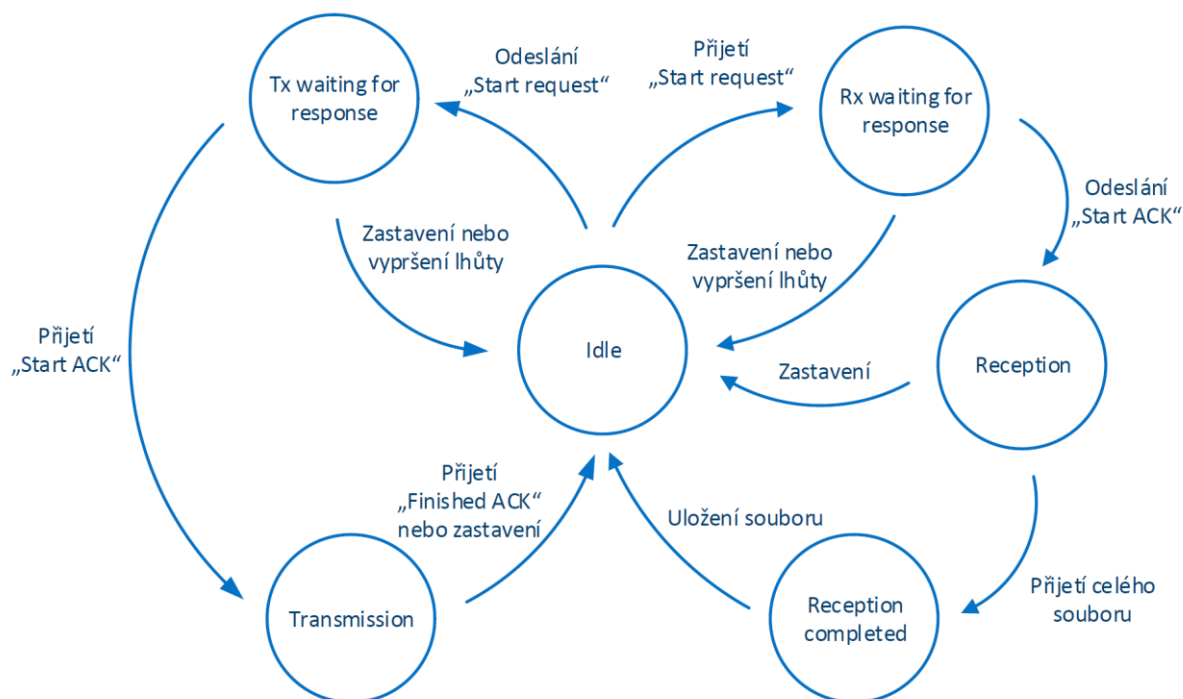 Tx waiting for
response
Odeslání
„Start request“
Přijetí
„Start request“
Rx waiting for
response
Odeslání
„Start ACK“
Zastavení nebo
vypršení lhůty
Zastavení nebo
vypršení lhůty
Přijetí
„Start ACK“
Idle
Zastavení
Reception
Přijetí
„Finished ACK“
nebo zastavení
Uložení souboru
Přijetí celého
souboru
Transmission
Reception
completed